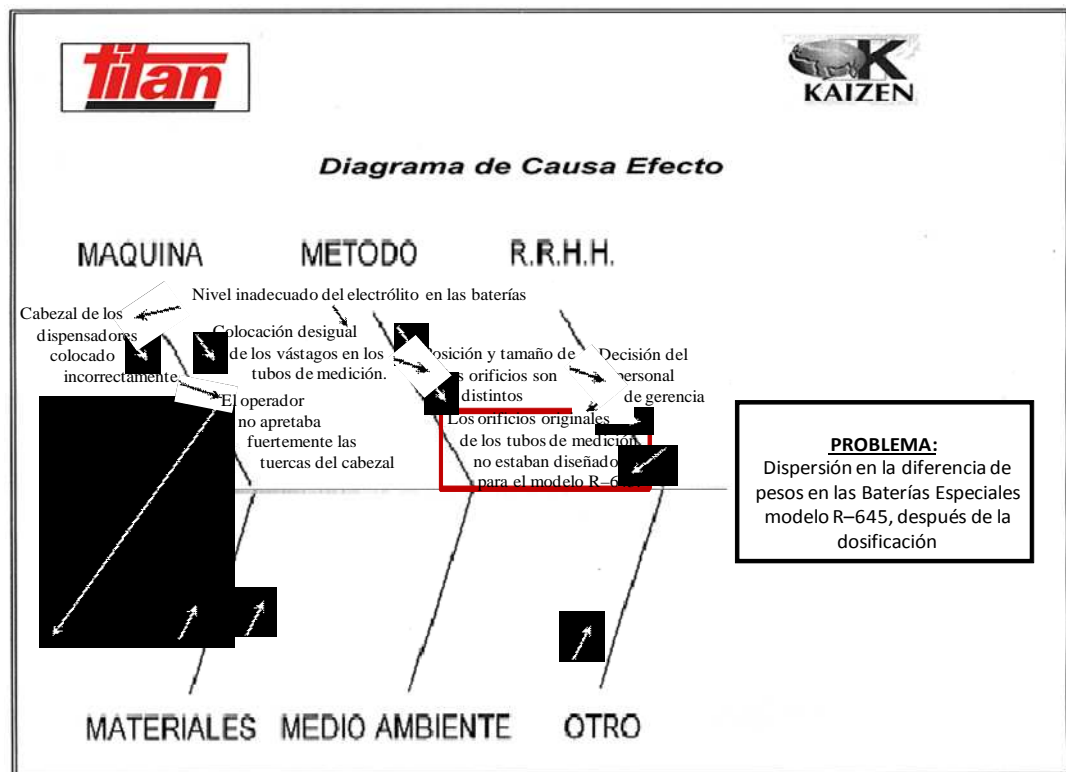 titan
K
KAIZEN
Diagrama de Causa Efecto
MAQUINA
METODO
R.R.H.H.
Nivel inadecuado del electrólito en las baterías
Cabezal de los
dispensadores
colocado
incorrectamente
Colocación desigual
de los vástagos en los
tubos de medición.
osición y tamaño de
s orificios son
distintos
Decisión del
personal
de gerencia
El operador
no apretaba
fuertemente las
tuercas del cabezal
Los orificios originales
de los tubos de medición
no estaban diseñado
para el modelo
PROBLEMA:
Dispersión en la diferencia de
pesos en las Baterías Especiales
modelo R–645, después de la
dosificación
MATERIALES
MEDIO AMBIENTE
OTRO